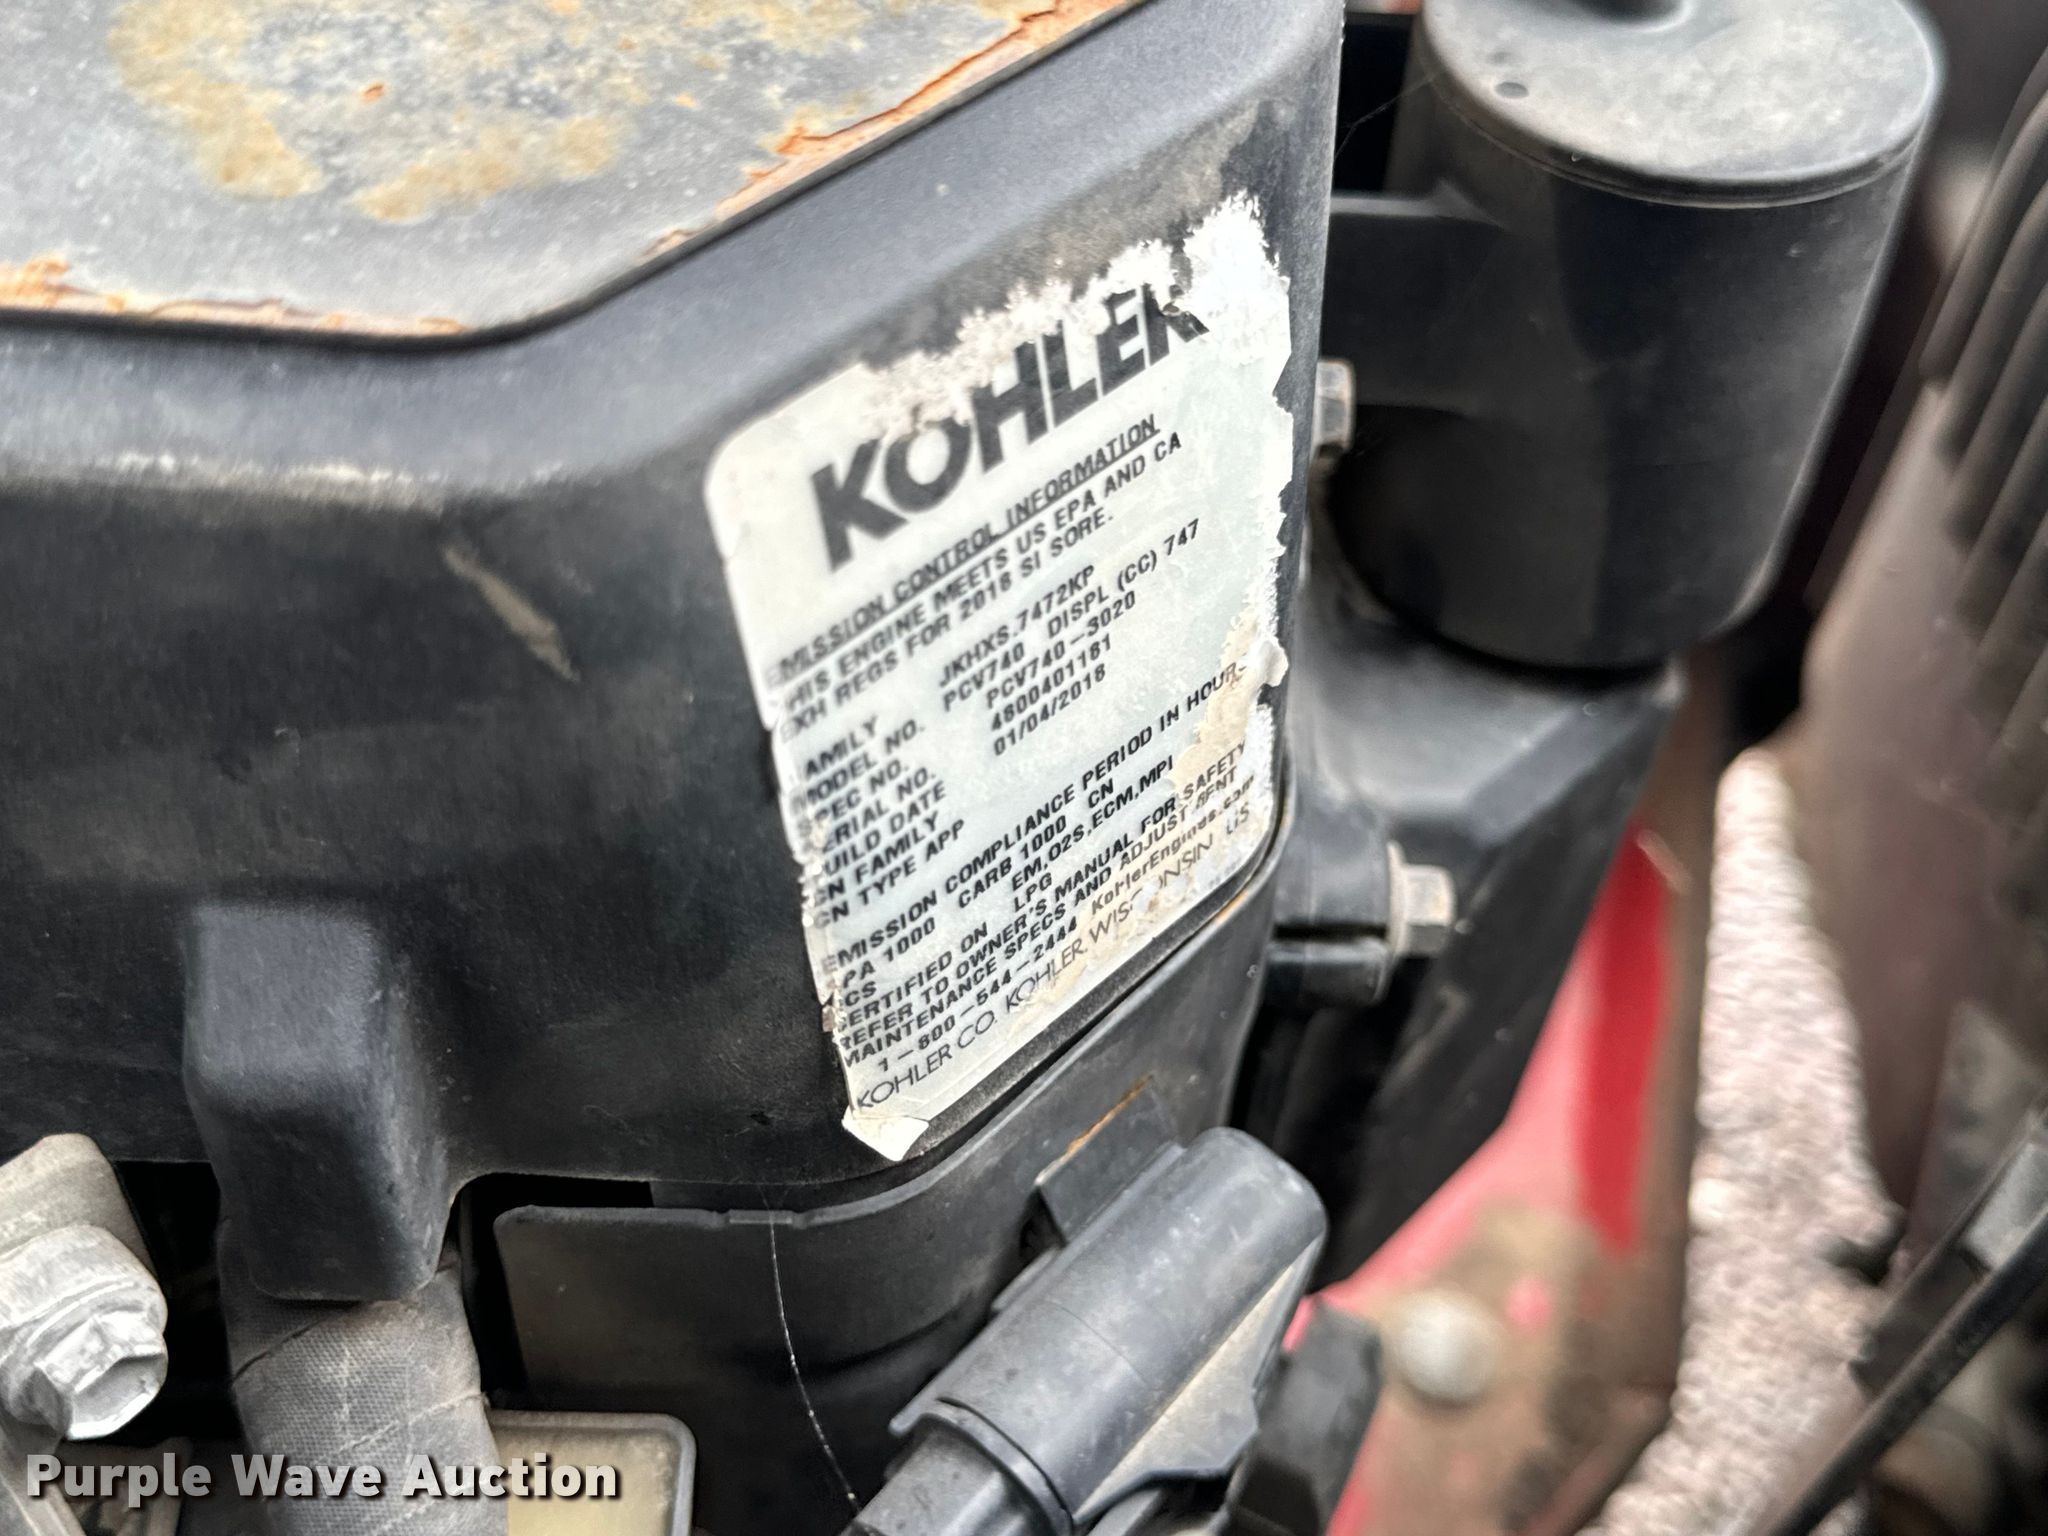 KOHLER
EMISSION CONTROL INFORMATION
THIS ENGINE MEETS US EPA AND CA
EXH REGS FOR 2018 SI SORE.
FAMILY JKHXS.7472KP
MODEL NO. PCV740 DISPL (CC) 747
SPEC NO. PCV740-3020
SERIAL NO. 4800401161
BUILD DATE 01/04/2018
CN FAMILY
CN TYPE APP
EMISSION COMPLIANCE PERIOD IN HOURS
EPA 1000 CARB 1000 CN
ECS EM,O2S,ECM,MPI
CERTIFIED ON LPG
REFER TO OWNER'S MANUAL FOR SAFETY
MAINTENANCE SPECS AND ADJUSTMENT
1-800-544-2444 KohlerEngines.com
KOHLER CO. KOHLER, WISCONSIN US
Purple Wave Auction